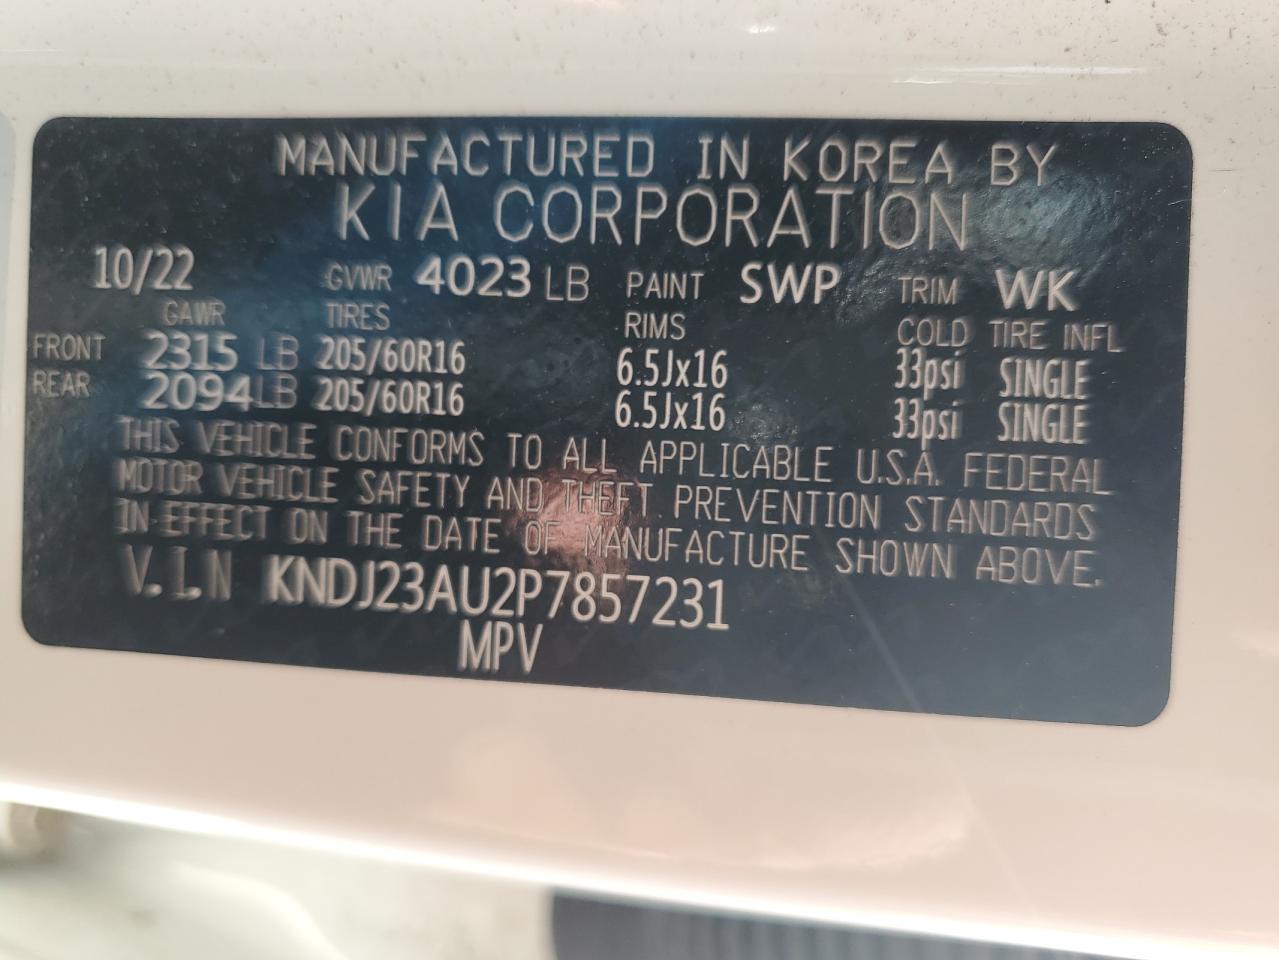 MANUFACTURED IN KOREA BY
KIA CORPORATION
10/22 GVWR 4023 LB PAINT SWP TRIM WK
GAWR TIRES RIMS COLD TIRE INFL
FRONT 2315 LB 205/60R16 6.5Jx16 33psi SINGLE
REAR 2094 LB 205/60R16 6.5Jx16 33psi SINGLE
THIS VEHICLE CONFORMS TO ALL APPLICABLE U.S.A. FEDERAL
MOTOR VEHICLE SAFETY AND THEFT PREVENTION STANDARDS
IN EFFECT ON THE DATE OF MANUFACTURE SHOWN ABOVE.
V.I.N KNDJ23AU2P7857231
MPV